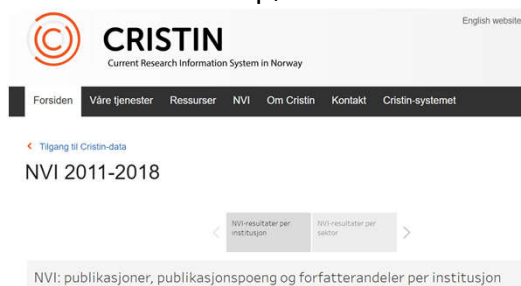 English website
CRISTIN
Current Research Information System in Norway
Forsiden Våre tjenester Ressurser NVI Om Cristin Kontakt Cristin-systemet
Tilgang til Cristin-data
NVI 2011-2018
NVI-resultater per institusjon
NVI-resultater per sektor
NVI: publikasjoner, publikasjonspoeng og forfatterandeler per institusjon